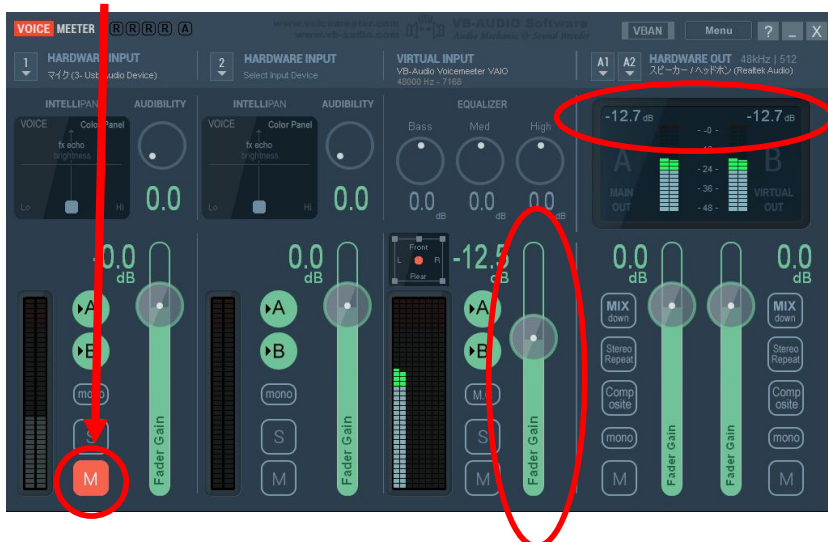 VOICE MEETER R R R R A
www.voicemeeter.com
www.vb-audio.com
VB-AUDIO Software
Audio Mechanic & Sound Breeder
VBAN Menu ? _ X
1 HARDWARE INPUT
マイク (3- Usb Audio Device)
2 HARDWARE INPUT
Select Input Device
VIRTUAL INPUT
VB-Audio Voicemeeter VAIO
48000 Hz - 7168
A1 A2 HARDWARE OUT 48kHz | 512
スピーカー / ヘッドホン (Realtek Audio)
INTELLIPAN AUDIBILITY
VOICE Color Panel
fx echo
brightness
Lo Hi
0.0
INTELLIPAN AUDIBILITY
VOICE Color Panel
fx echo
brightness
Lo Hi
0.0
EQUALIZER
Bass Med High
0.0 dB 0.0 dB 0.0 dB
-12.7 dB -12.7 dB
-0-
-24-
-36-
-48-
A MAIN OUT
B VIRTUAL OUT
-0.0 dB
A
B
mono
S
M
Fader Gain
0.0 dB
A
B
mono
S
M
Fader Gain
Front
L R
Rear
-12.5
A
B
S
M
Fader Gain
0.0 dB
MIX down
Stereo Repeat
Composite
mono
M
Fader Gain
Fader Gain
0.0 dB
MIX down
Stereo Repeat
Composite
mono
M